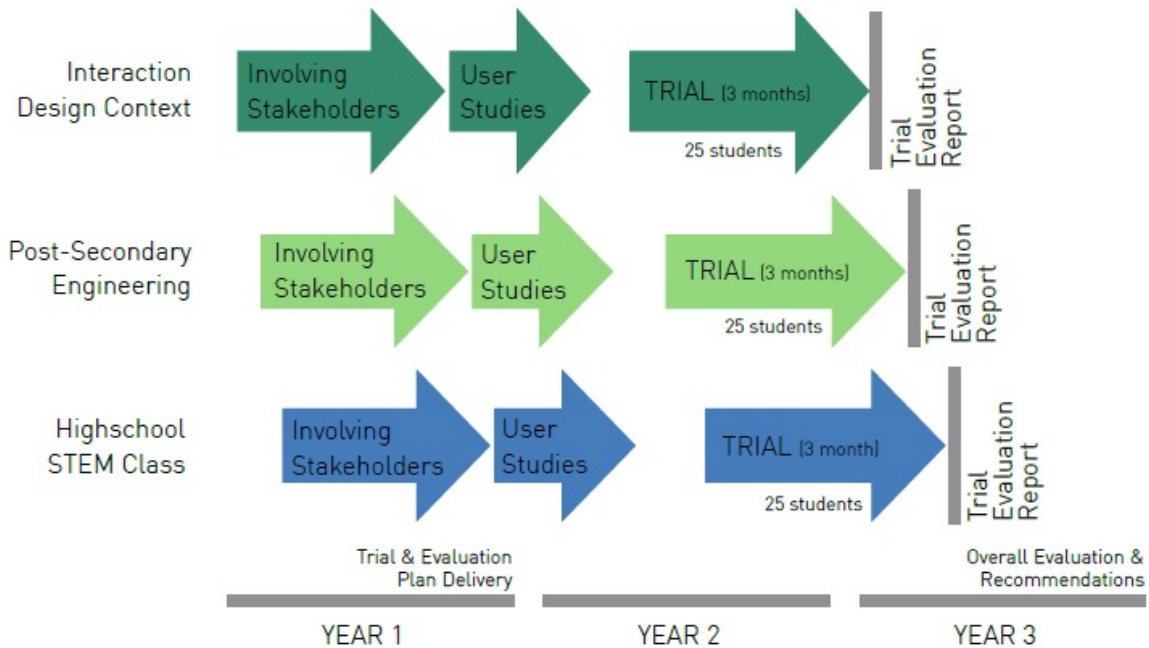 Interaction
Design Context
Involving
Stakeholders
User
Studies
TRIAL (3 months)
25 students
Trial
Evaluation
Report
Post-Secondary
Engineering
Involving
Stakeholders
User
Studies
TRIAL (3 months)
25 students
Trial
Evaluation
Report
Highschool
STEM Class
Involving
Stakeholders
User
Studies
TRIAL (3 month)
25 students
Trial
Evaluation
Report
Trial & Evaluation
Plan Delivery
Overall Evaluation &
Recommendations
YEAR 1
YEAR 2
YEAR 3